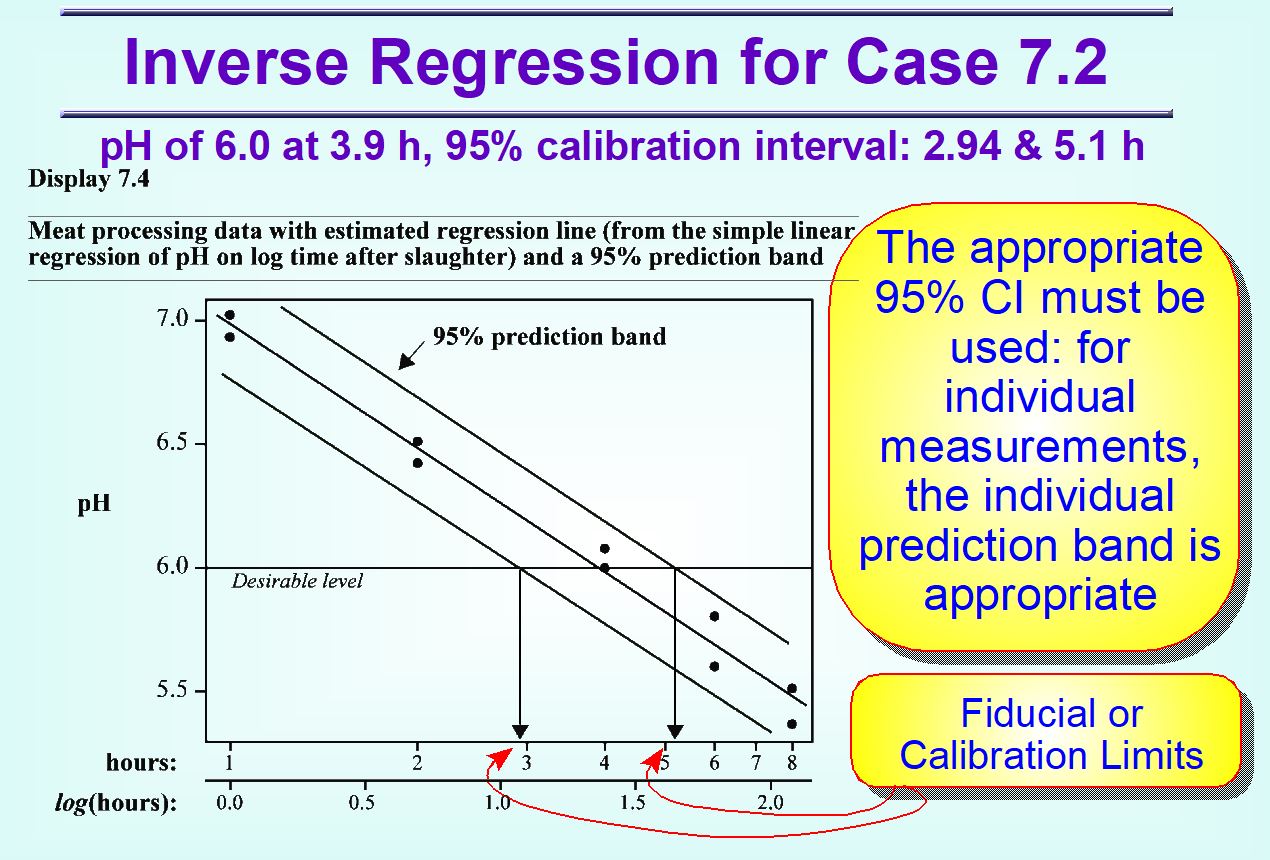 Inverse Regression for Case 7.2
pH of 6.0 at 3.9 h, 95% calibration interval: 2.94 & 5.1 h
Display 7.4
Meat processing data with estimated regression line (from the simple linear
regression of pH on log time after slaughter) and a 95% prediction band
The appropriate
95% CI must be
used: for
individual
measurements,
the individual
prediction band is
appropriate
7.0
95% prediction band
6.5
pH
6.0
Desirable level
5.5
hours: 1 2 3 4 5 6 7 8
log(hours): 0.0 0.5 1.0 1.5 2.0
Fiducial or
Calibration Limits